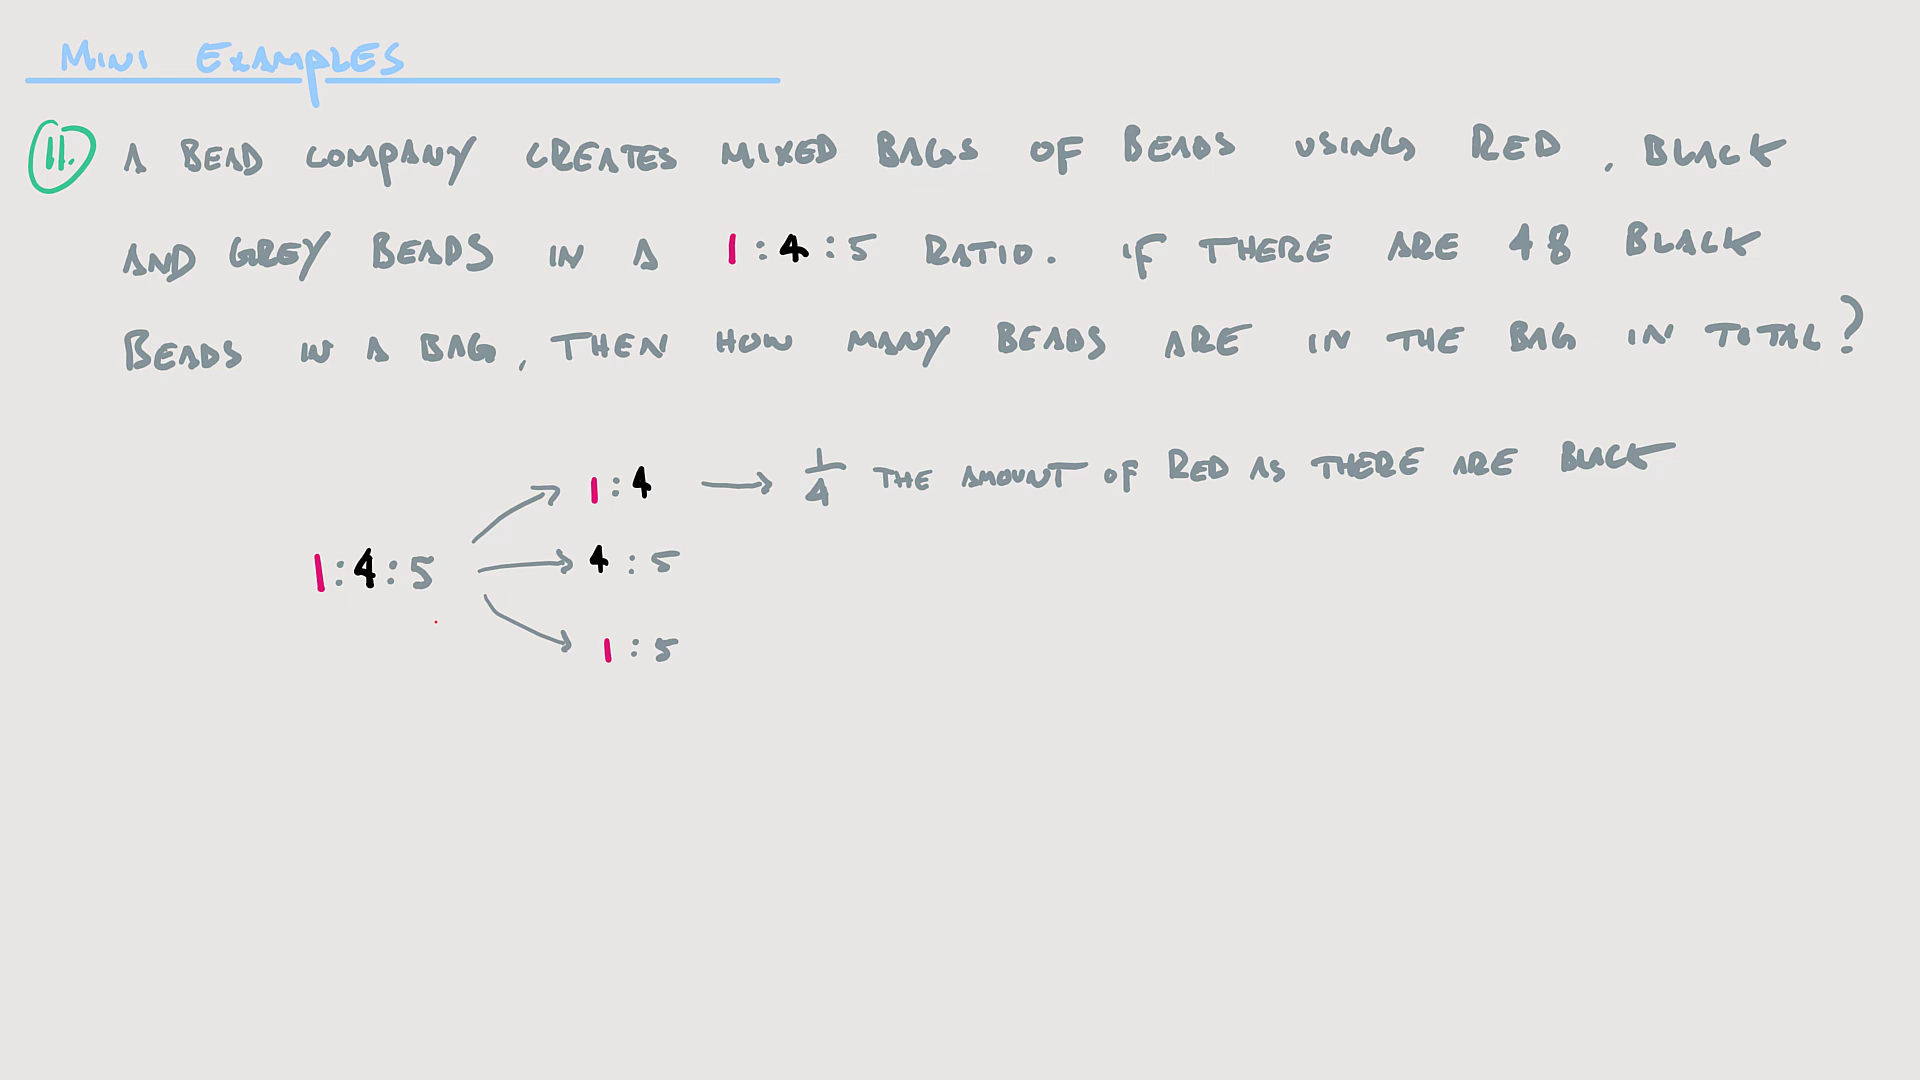 MINI EXAMPLES
11. A BEAD COMPANY CREATES MIXED BAGS OF BEADS USING RED, BLACK
AND GREY BEADS IN A 1:4:5 RATIO. IF THERE ARE 48 BLACK
BEADS IN A BAG, THEN HOW MANY BEADS ARE IN THE BAG IN TOTAL?
1:4 → 1/4 THE AMOUNT OF RED AS THERE ARE BLACK
1:4:5 → 4:5
1:5